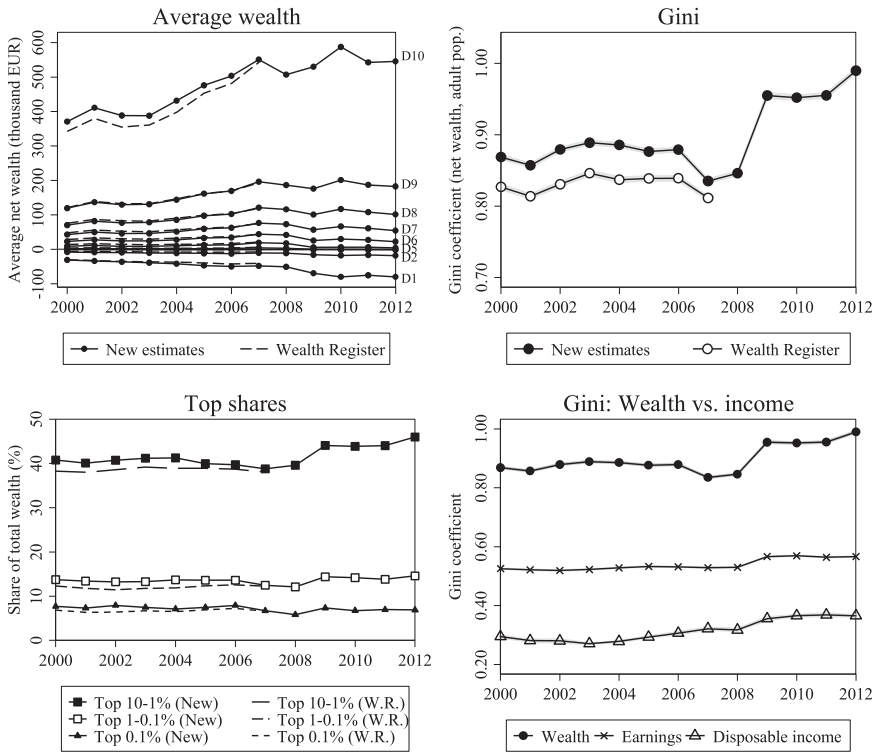 Average wealth
Average net wealth (thousand EUR)
600
500
400
300
200
100
0
-100
D10
D9
D8
D7
D6
D5
D2
D1
2000 2002 2004 2006 2008 2010 2012
New estimates Wealth Register
Gini
Gini coefficient (net wealth, adult pop.)
1.00
0.90
0.80
0.70
2000 2002 2004 2006 2008 2010 2012
New estimates Wealth Register
Top shares
Share of total wealth (%)
50
40
30
20
10
0
2000 2002 2004 2006 2008 2010 2012
Top 10-1% (New) Top 10-1% (W.R.)
Top 1-0.1% (New) Top 1-0.1% (W.R.)
Top 0.1% (New) Top 0.1% (W.R.)
Gini: Wealth vs. income
Gini coefficient
1.00
0.80
0.60
0.40
0.20
2000 2002 2004 2006 2008 2010 2012
Wealth Earnings Disposable income